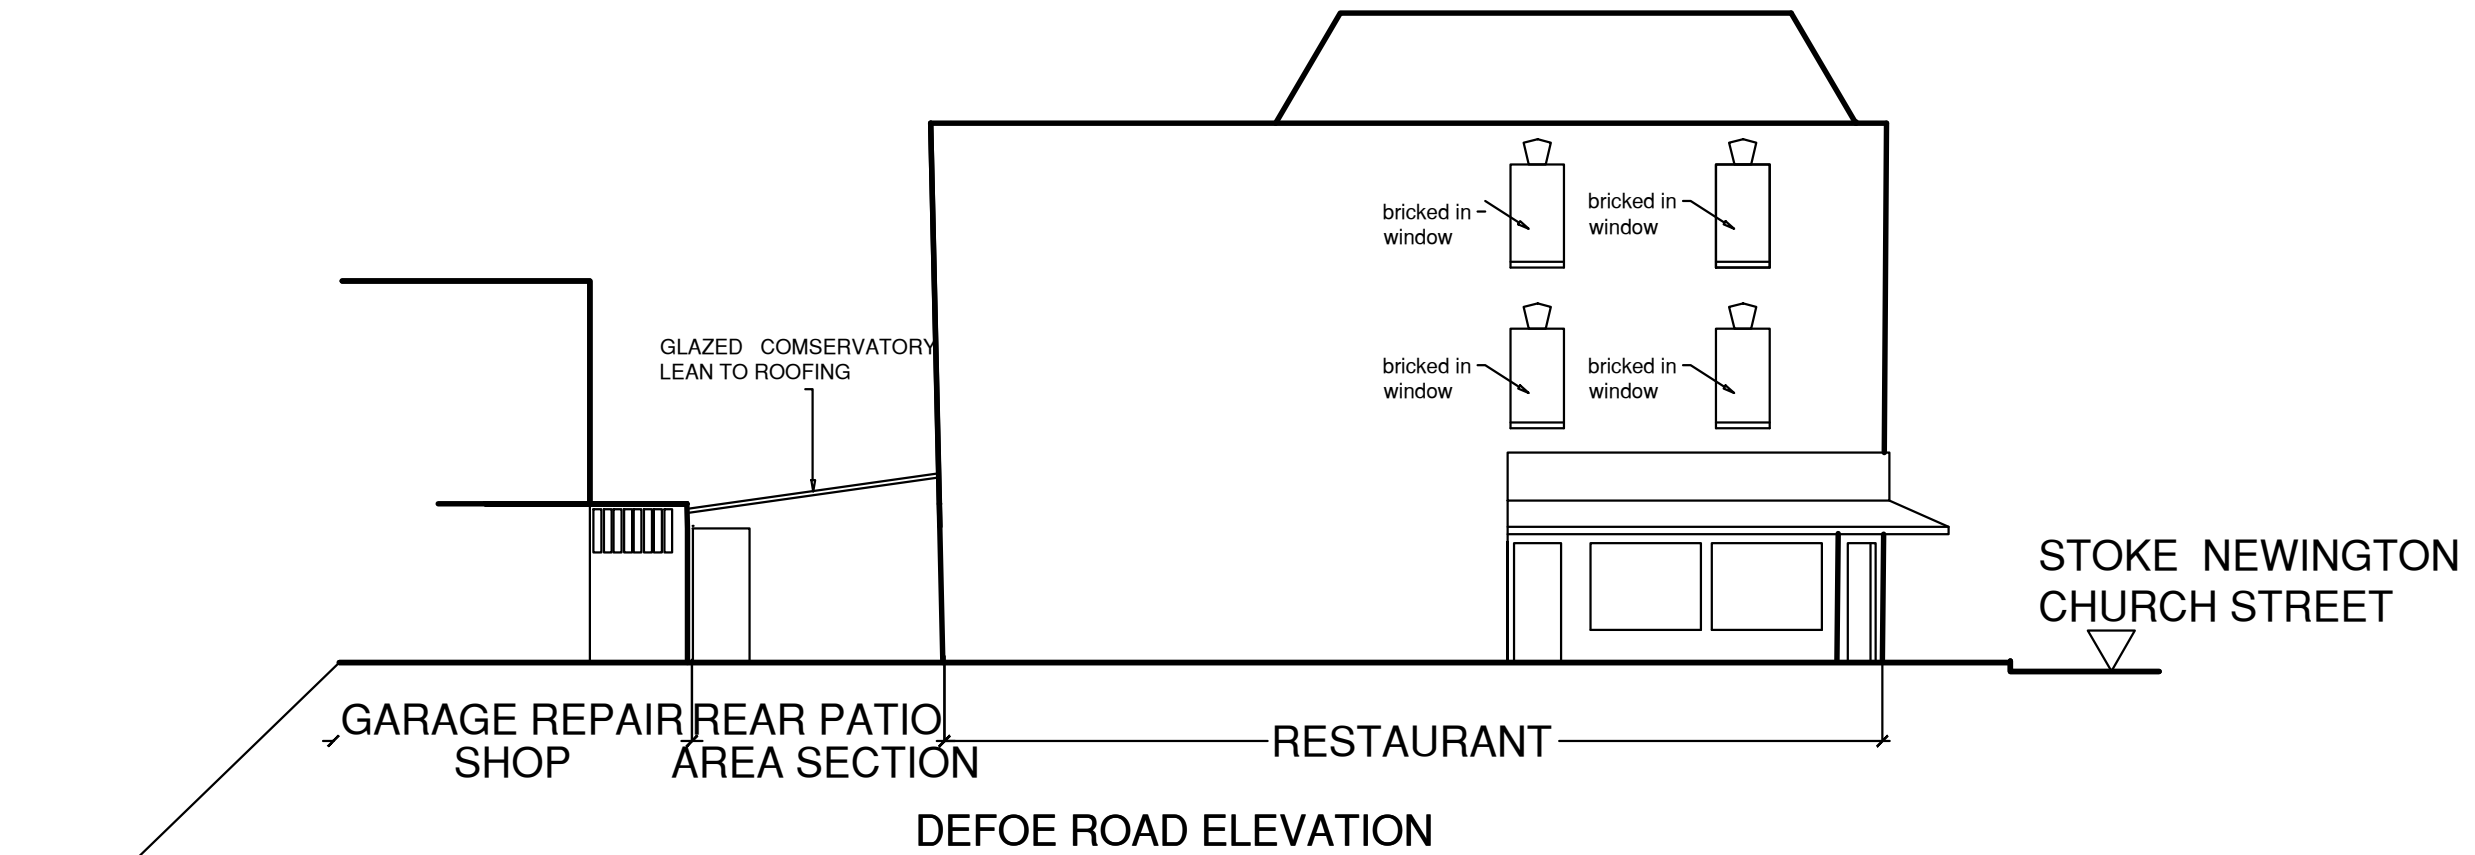 bricked in
window
bricked in
window
GLAZED COMSERVATORY
LEAN TO ROOFING
bricked in
window
bricked in
window
STOKE NEWINGTON
CHURCH STREET
GARAGE REPAIR
SHOP
REAR PATIO
AREA SECTION
RESTAURANT
DEFOE ROAD ELEVATION